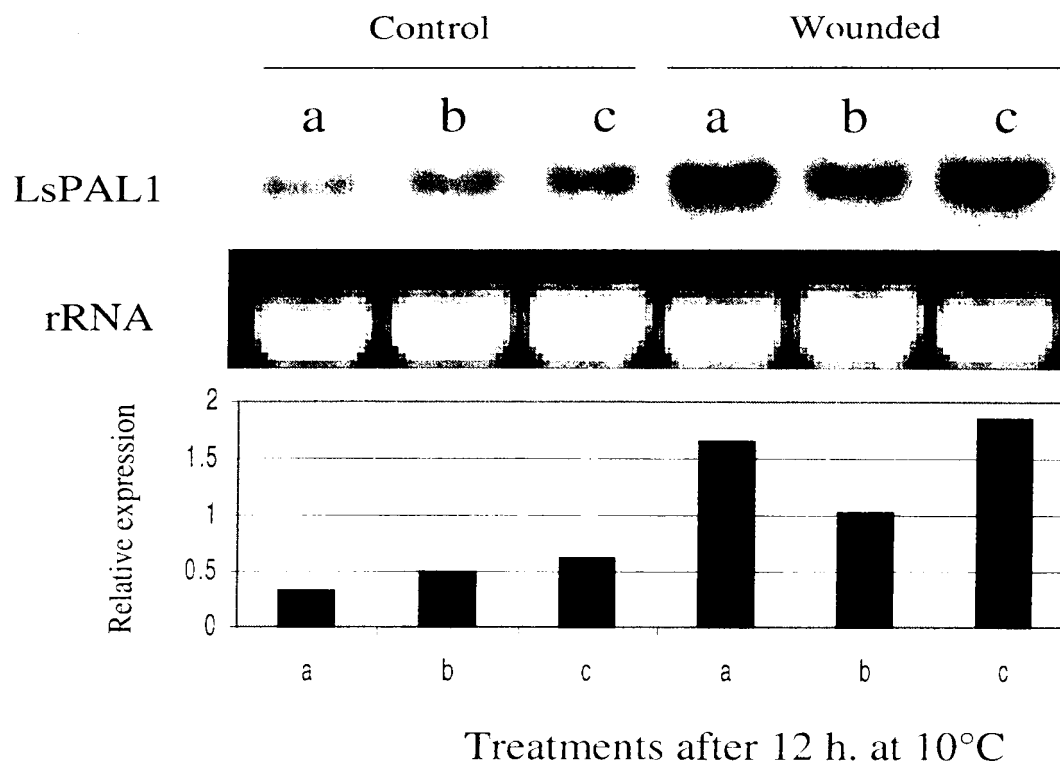 Control Wounded
a b c a b c
LsPAL1
rRNA
Relative expression
2
1.5
1
0.5
0
a b c a b c
Treatments after 12 h. at 10°C